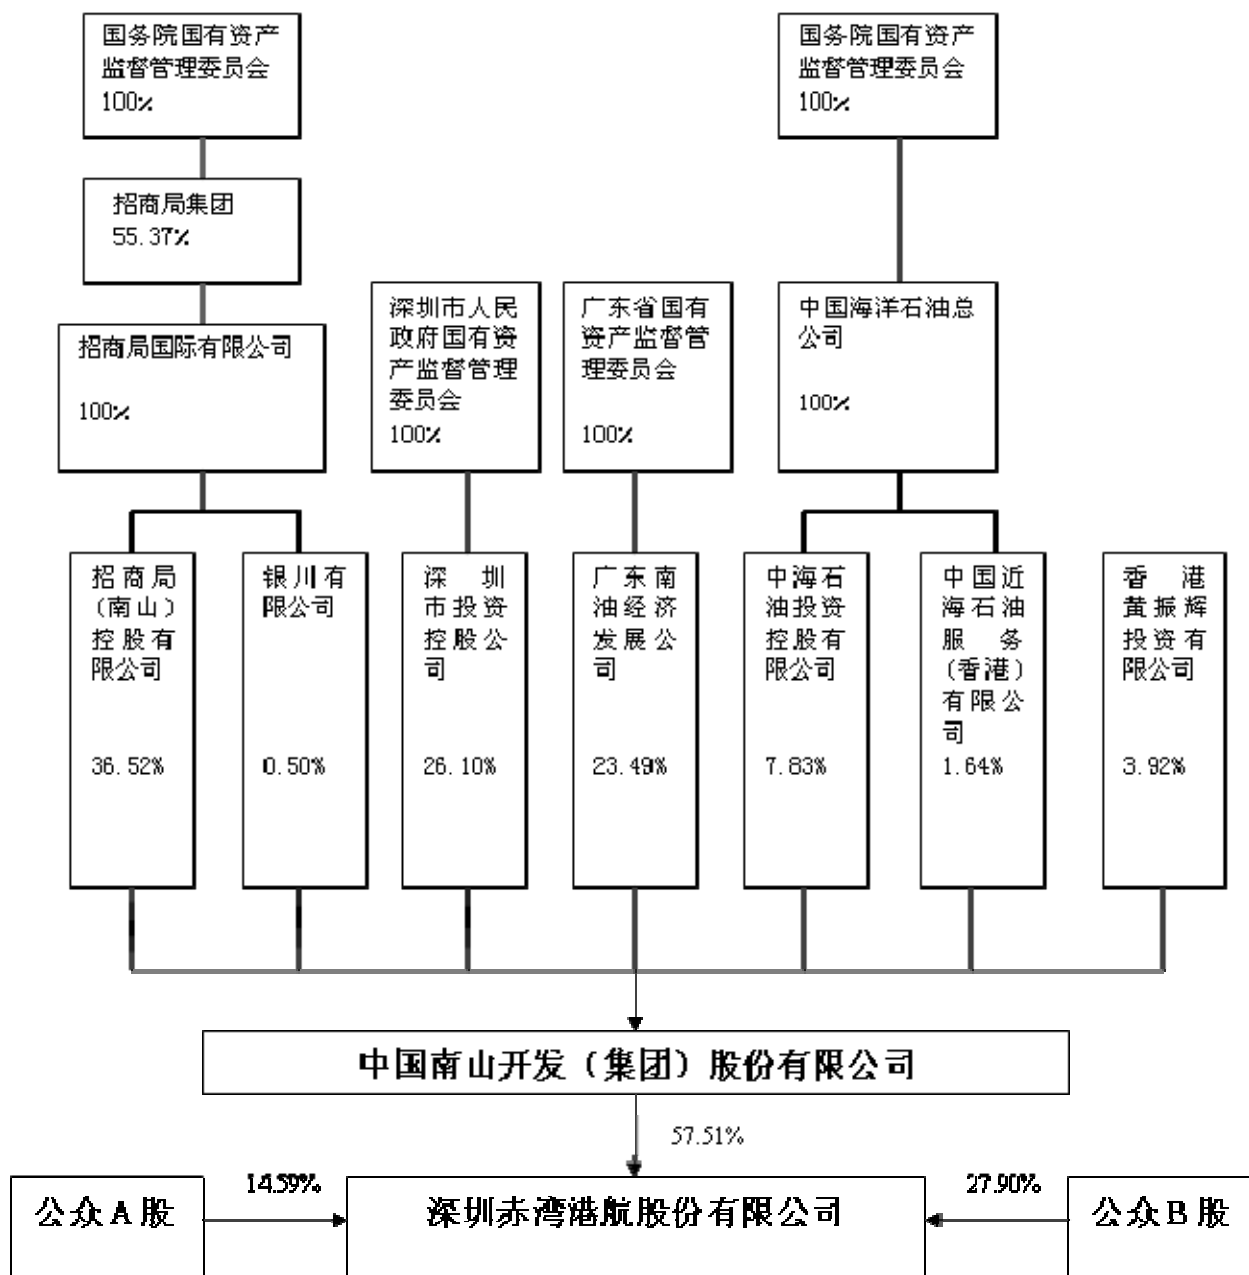 国务院国有资产
监督管理委员会
100%
国务院国有资产
监督管理委员会
100%
招商局集团
55.37%
招商局国际有限公司
100%
深圳市人民
政府国有资
产监督管理
委员会
100%
广东省国有
资产监督管
理委员会
100%
中国海洋石油总
公司
100%
招商局
（南山）
控股有
限公司
36.52%
银川有
限公司
0.50%
深圳
市投资
控股公
司
26.10%
广东南
油经济
发展公
司
23.49%
中海石
油投资
控股有
限公司
7.83%
中国近
海石油
服务
（香港）
有限公
司
1.64%
香港
黄振辉
投资有
限公司
3.92%
中国南山开发（集团）股份有限公司
57.51%
公众A股
14.59%
深圳赤湾港航股份有限公司
27.90%
公众B股